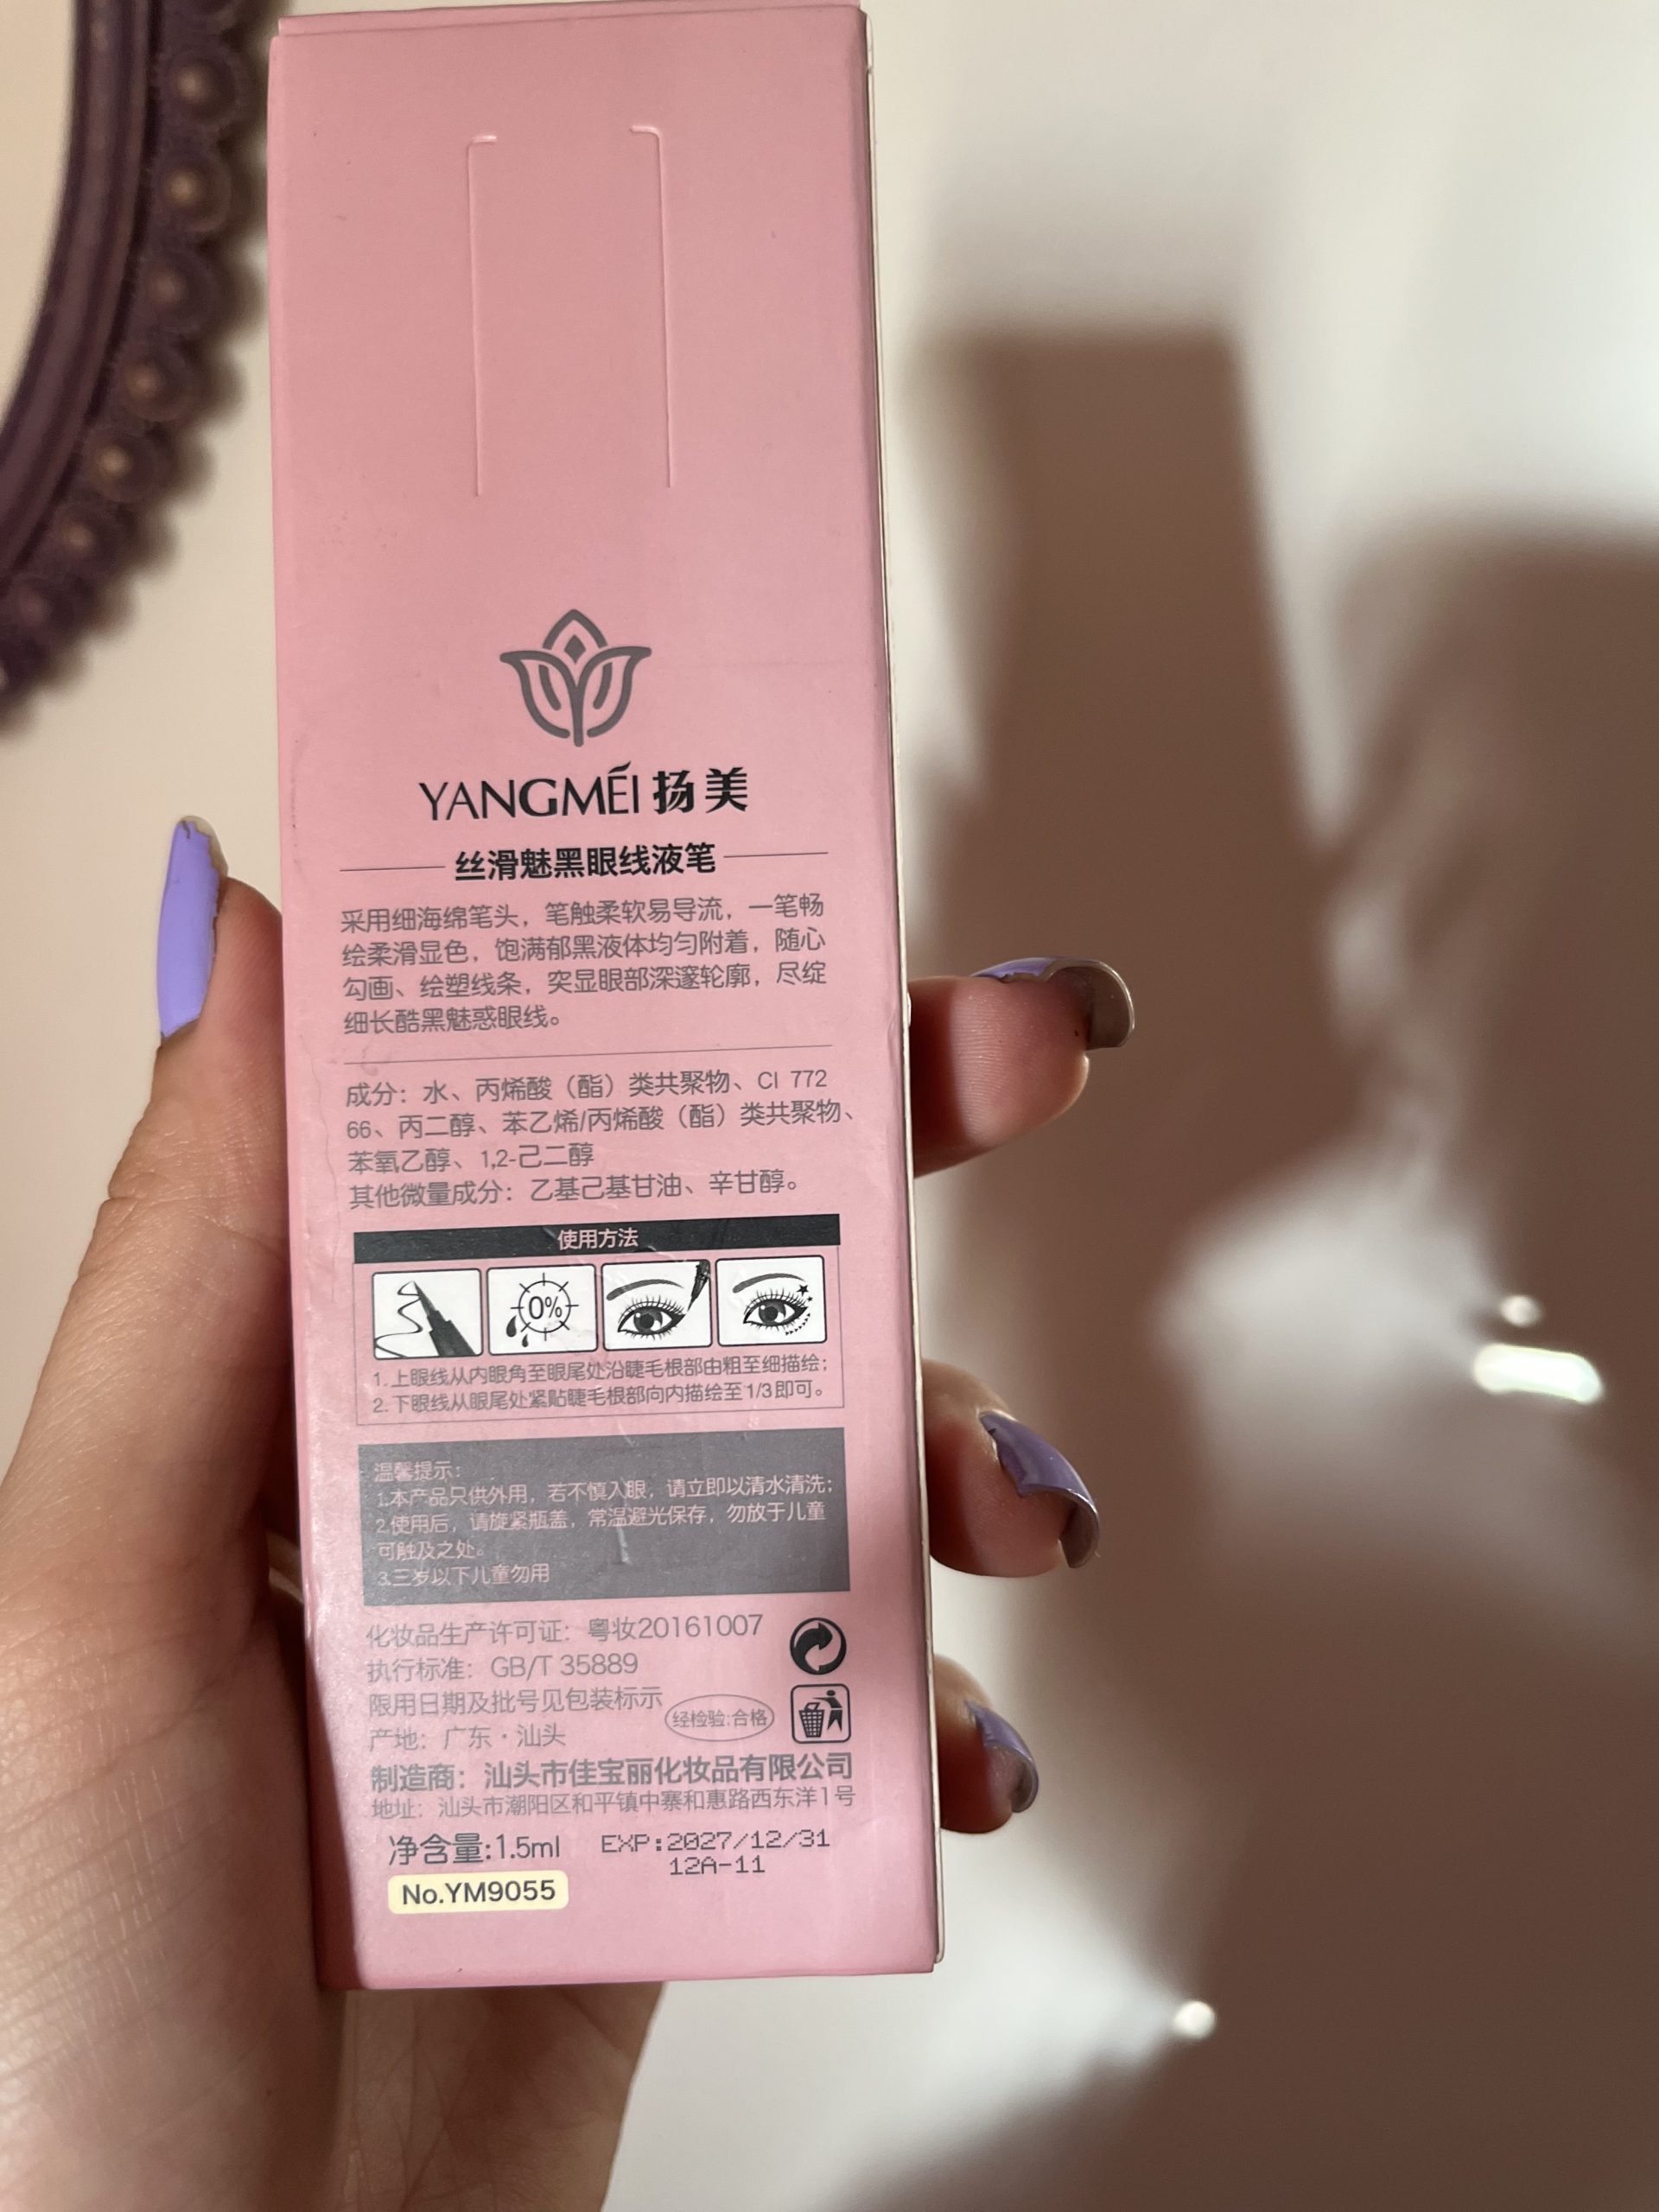 YANGMÉI 扬美
丝滑魅黑眼线液笔
采用细海绵笔头，笔触柔软易导流，一笔畅
绘柔滑显色，饱满郁黑液体均匀附着，随心
勾画、绘塑线条，突显眼部深邃轮廓，尽绽
细长酷黑魅惑眼线。
成分：水、丙烯酸（酯）类共聚物、CI 772
66、丙二醇、苯乙烯/丙烯酸（酯）类共聚物、
苯氧乙醇、1,2-己二醇
其他微量成分：乙基己基甘油、辛甘醇。
使用方法
0%
1.上眼线从内眼角至眼尾处沿睫毛根部由粗至细描绘；
2.下眼线从眼尾处紧贴睫毛根部向内描绘至1/3即可。
温馨提示：
1.本产品只供外用，若不慎入眼，请立即以清水清洗；
2.使用后，请旋紧瓶盖，常温避光保存，勿放于儿童
可触及之处。
3.三岁以下儿童勿用
化妆品生产许可证：粤妆20161007
执行标准：GB/T 35889
限用日期及批号见包装标示
经检验:合格
产地：广东·汕头
制造商：汕头市佳宝丽化妆品有限公司
地址：汕头市潮阳区和平镇中寨和惠路西东洋1号
净含量:1.5ml EXP:2027/12/31
12A-11
No.YM9055